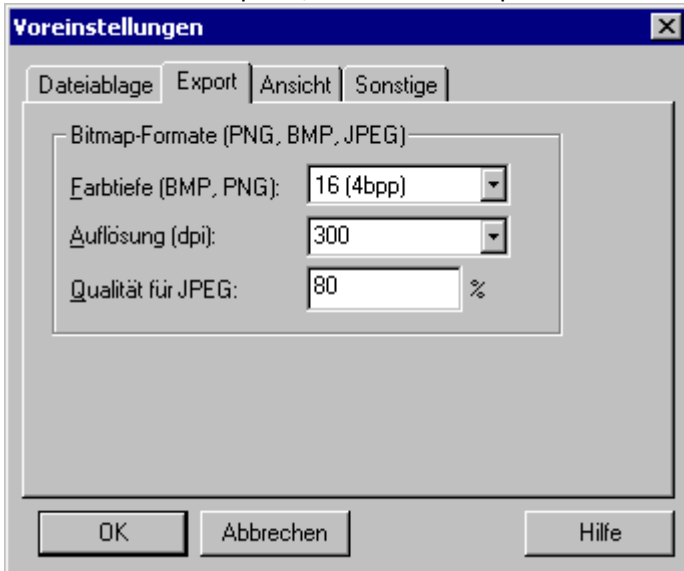 Voreinstellungen
Dateiablage Export Ansicht Sonstige
Bitmap-Formate (PNG, BMP, JPEG)
Farbtiefe (BMP, PNG): 16 (4bpp)
Auflösung (dpi): 300
Qualität für JPEG: 80 %
OK Abbrechen Hilfe